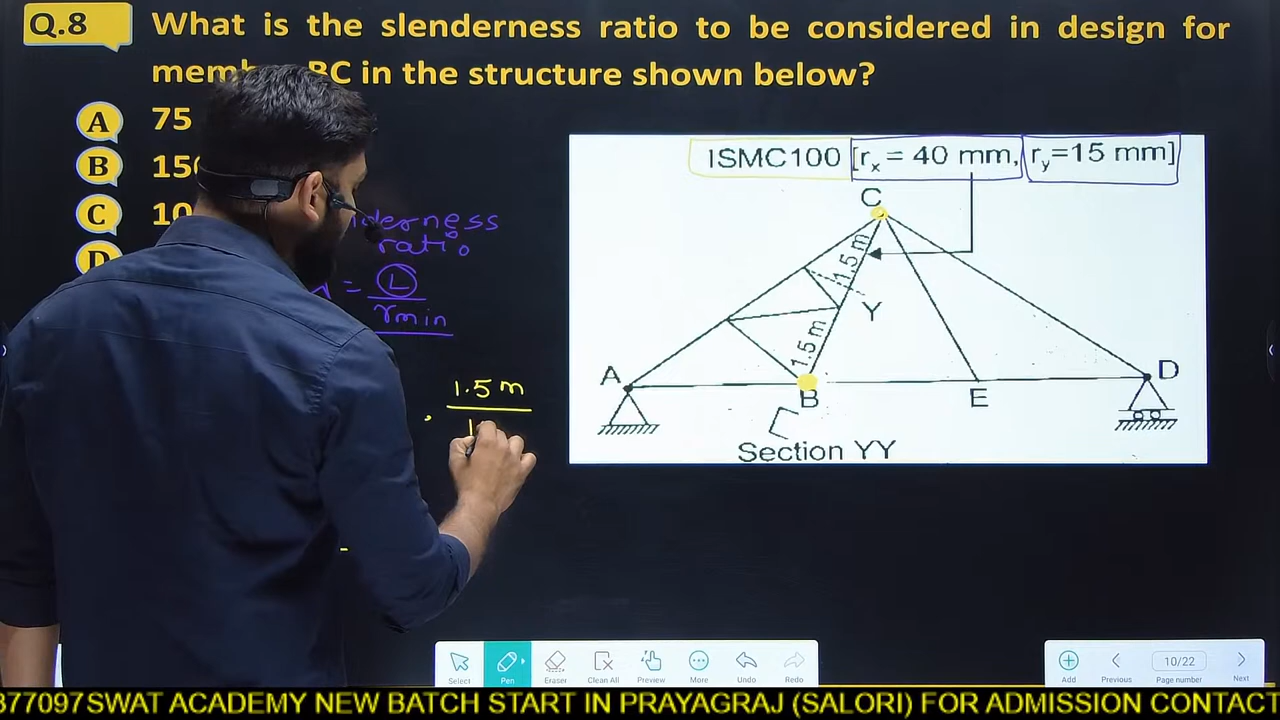 Q.8
What is the slenderness ratio to be considered in design for
BC in the structure shown below?
A 75
B
C
D
ratio
= L
rmin
1.5 m
ISMC100 [rx = 40 mm, ry=15 mm]
C
1.5 m
Y
1.5 m
A
B
E
D
Section YY
Select
Pen
Eraser
Clean All
Preview
More
Undo
Redo
Add
Previous
10/22
Page number
Next
877097SWAT ACADEMY NEW BATCH START IN PRAYAGRAJ (SALORI) FOR ADMISSION CONTACT